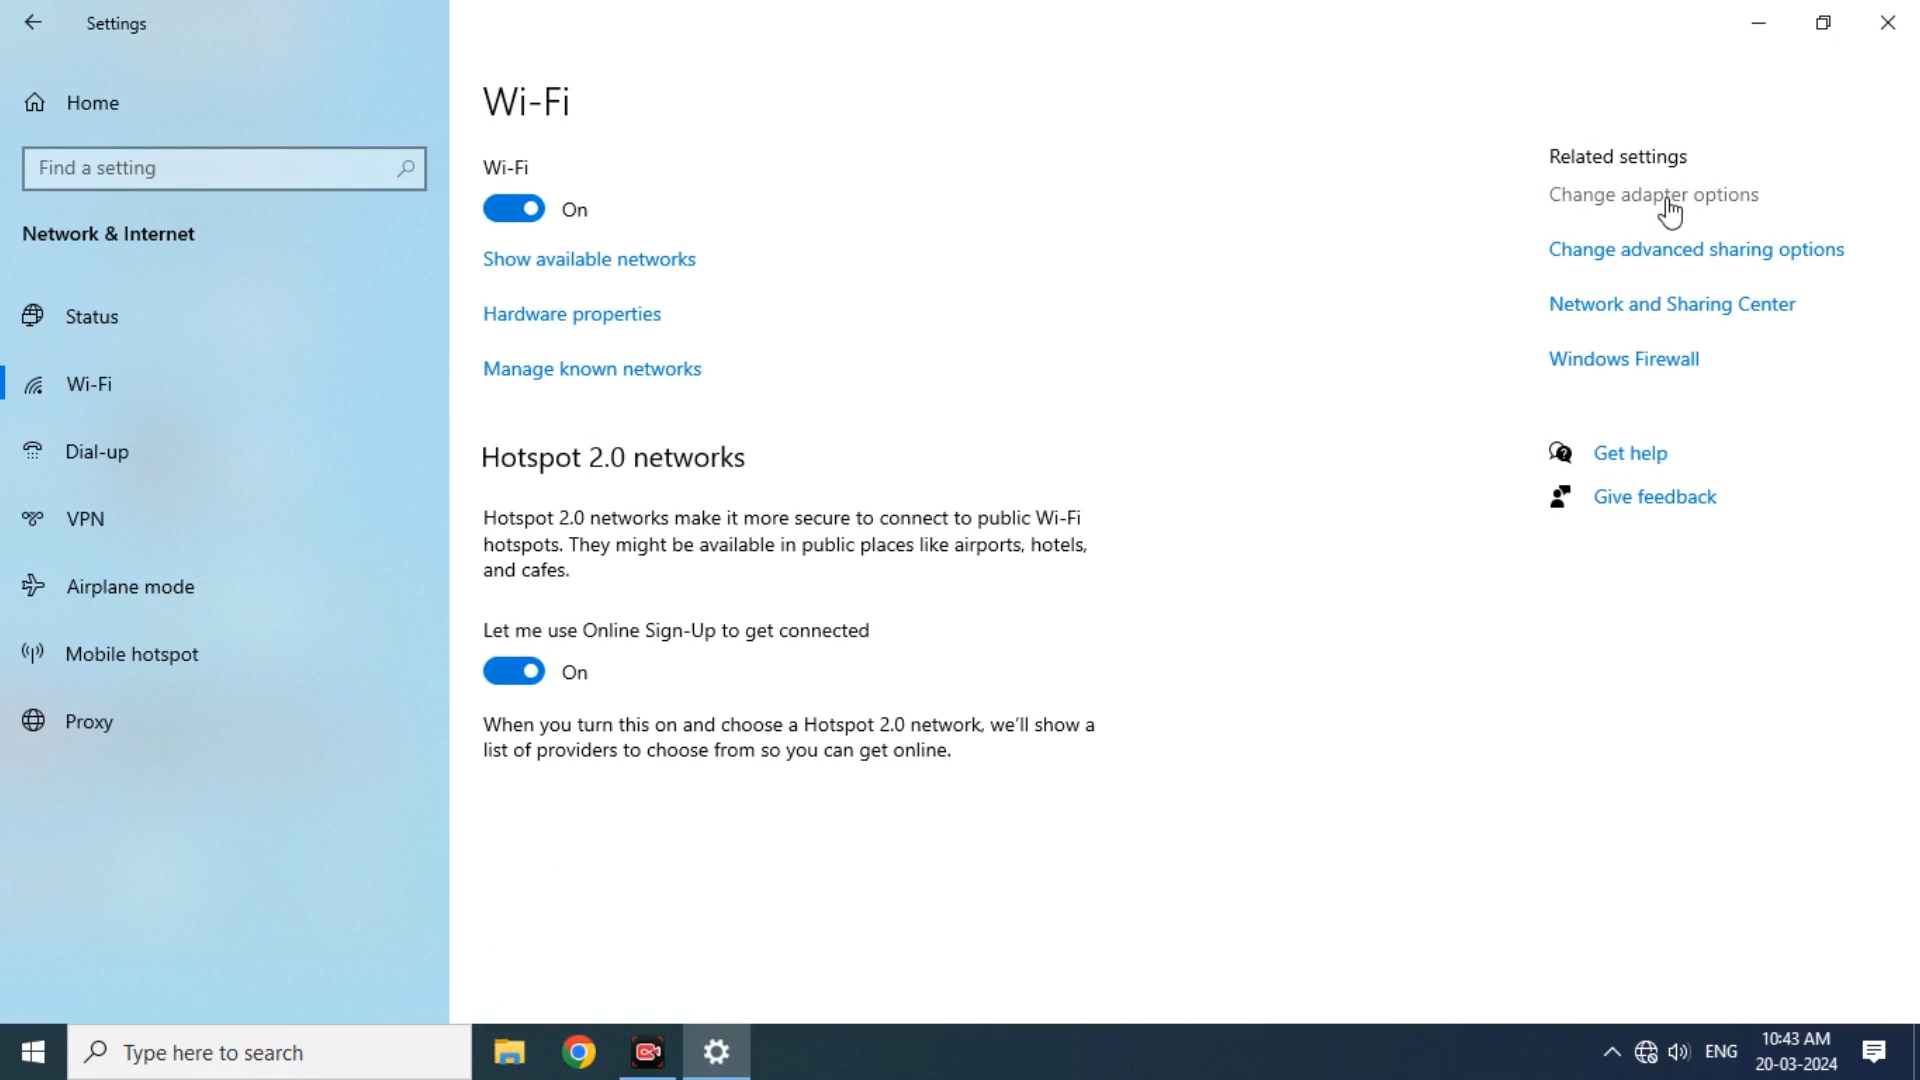 Settings
Home
Find a setting
Network & Internet
Status
Wi-Fi
Dial-up
VPN
Airplane mode
Mobile hotspot
Proxy
Wi-Fi
Wi-Fi
On
Show available networks
Hardware properties
Manage known networks
Hotspot 2.0 networks
Hotspot 2.0 networks make it more secure to connect to public Wi-Fi
hotspots. They might be available in public places like airports, hotels,
and cafes.
Let me use Online Sign-Up to get connected
On
When you turn this on and choose a Hotspot 2.0 network, we'll show a
list of providers to choose from so you can get online.
Related settings
Change adapter options
Change advanced sharing options
Network and Sharing Center
Windows Firewall
Get help
Give feedback
Type here to search
ENG
10:43 AM
20-03-2024